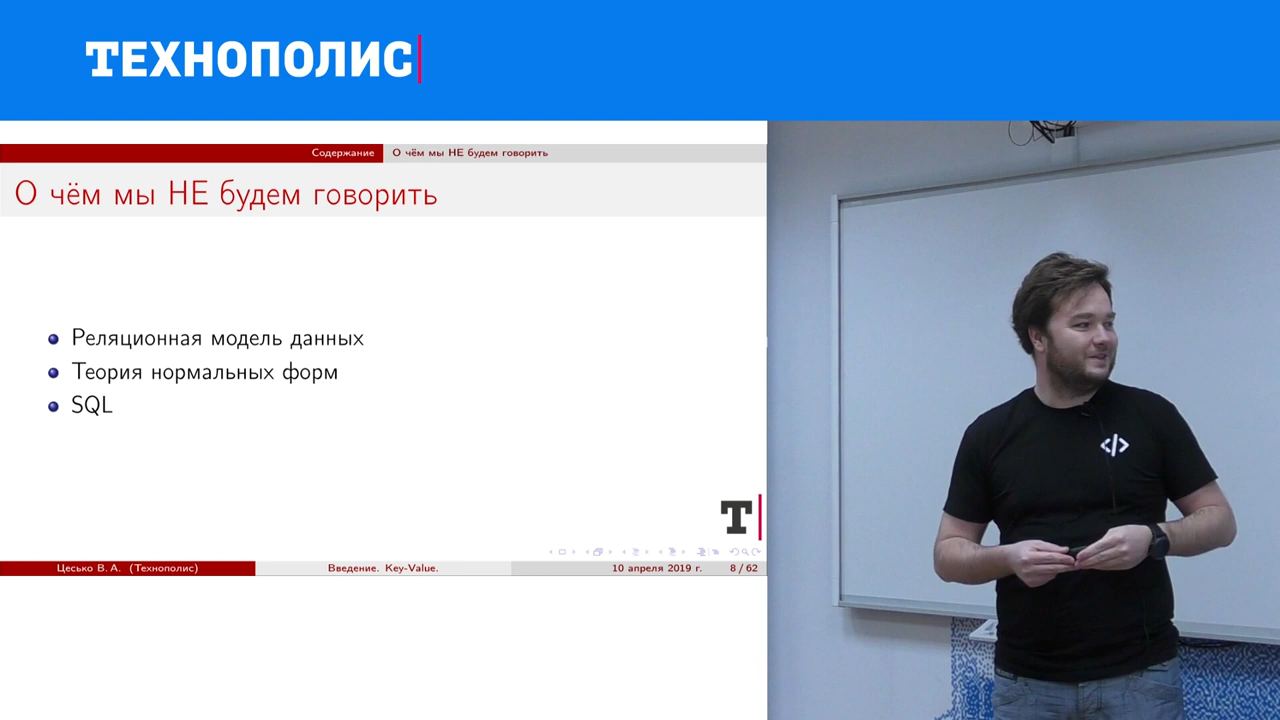 ТЕХНОПОЛИС
Содержание О чём мы НЕ будем говорить
О чём мы НЕ будем говорить
Реляционная модель данных
Теория нормальных форм
SQL
T
Цесько В. А. (Технополис) Введение. Key-Value. 10 апреля 2019 г. 8 / 62
</>